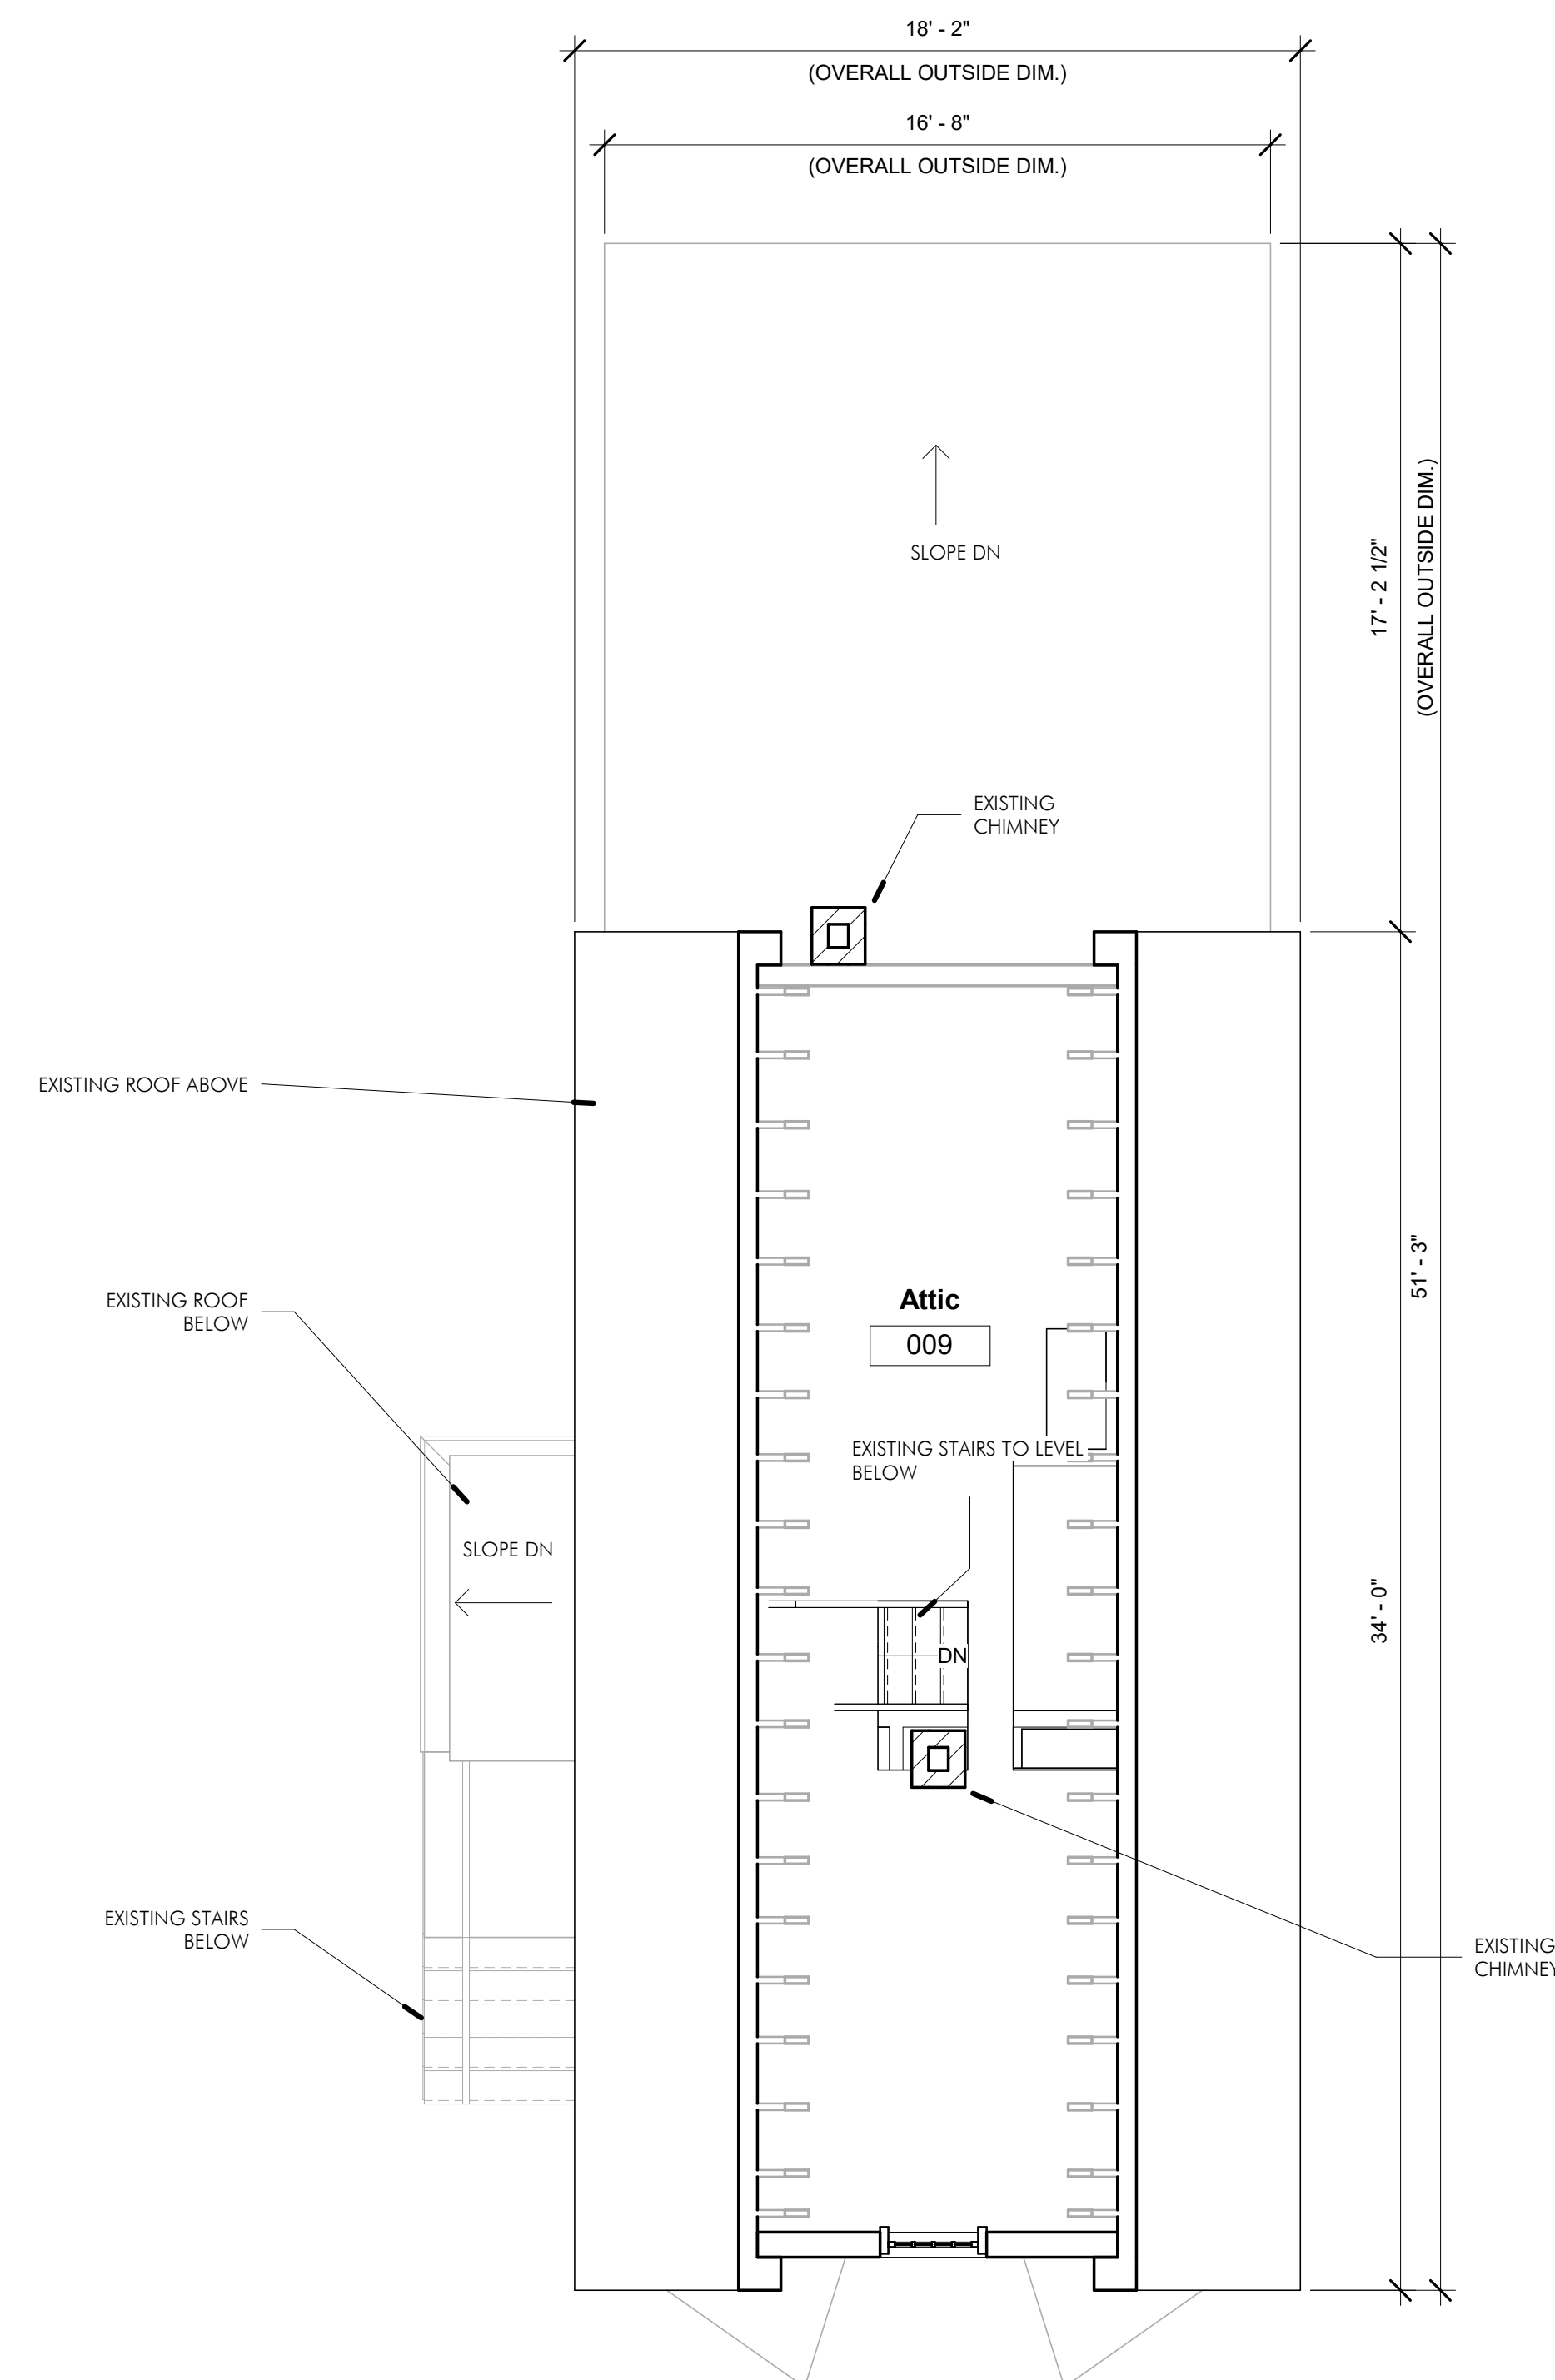 18' - 2"
(OVERALL OUTSIDE DIM.)
16' - 8"
(OVERALL OUTSIDE DIM.)
17' - 2 1/2"
(OVERALL OUTSIDE DIM.)
SLOPE DN
EXISTING
CHIMNEY
EXISTING ROOF ABOVE
51' - 3"
EXISTING ROOF
BELOW
Attic
009
EXISTING STAIRS TO LEVEL
BELOW
SLOPE DN
34' - 0"
DN
EXISTING STAIRS
BELOW
EXISTING
CHIMNEY